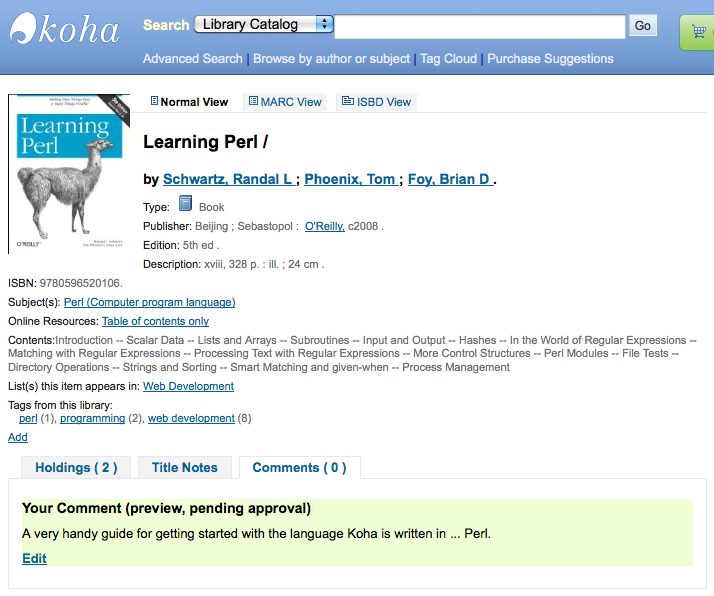 koha
Search Library Catalog Go
Advanced Search | Browse by author or subject | Tag Cloud | Purchase Suggestions
Normal View MARC View ISBD View
Learning
Perl
O'REILLY
Learning Perl /
by Schwartz, Randal L ; Phoenix, Tom ; Foy, Brian D .
Type: Book
Publisher: Beijing ; Sebastopol : O'Reilly, c2008 .
Edition: 5th ed .
Description: xviii, 328 p. : ill. ; 24 cm .
ISBN: 9780596520106.
Subject(s): Perl (Computer program language)
Online Resources: Table of contents only
Contents:Introduction -- Scalar Data -- Lists and Arrays -- Subroutines -- Input and Output -- Hashes -- In the World of Regular Expressions --
Matching with Regular Expressions -- Processing Text with Regular Expressions -- More Control Structures -- Perl Modules -- File Tests --
Directory Operations -- Strings and Sorting -- Smart Matching and given-when -- Process Management
List(s) this item appears in: Web Development
Tags from this library:
perl (1), programming (2), web development (8)
Add
Holdings ( 2 ) Title Notes Comments ( 0 )
Your Comment (preview, pending approval)
A very handy guide for getting started with the language Koha is written in ... Perl.
Edit